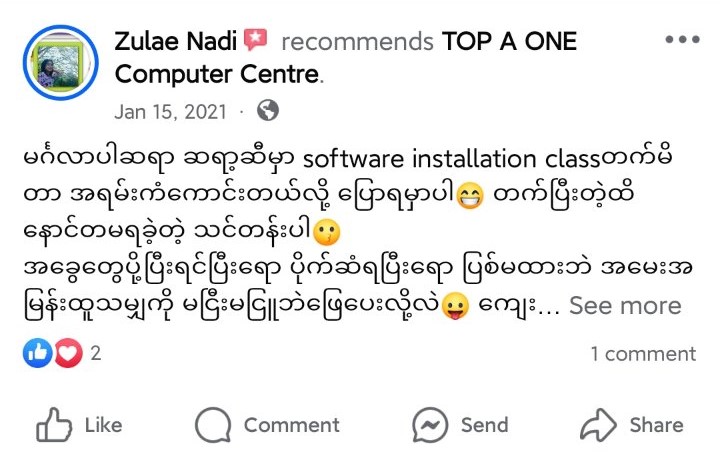 Zulae Nadi recommends TOP A ONE
Computer Centre.
Jan 15, 2021 ·
မင်္ဂလာပါဆရာ ဆရာ့ဆီမှာ software installation classတက်မိ
တာ အရမ်းကံကောင်းတယ်လို့ ပြောရမှာပါ😁 တက်ပြီးတဲ့ထိ
နောင်တမရခဲ့တဲ့ သင်တန်းပါ😗
အခွေတွေပို့ပြီးရင်ပြီးရော ပိုက်ဆံရပြီးရော ပြစ်မထားဘဲ အမေးအ
မြန်းထူသမျှကို မငြီးမငြူဘဲဖြေပေးလို့လဲ😛 ကျေး... See more
2
1 comment
Like Comment Send Share